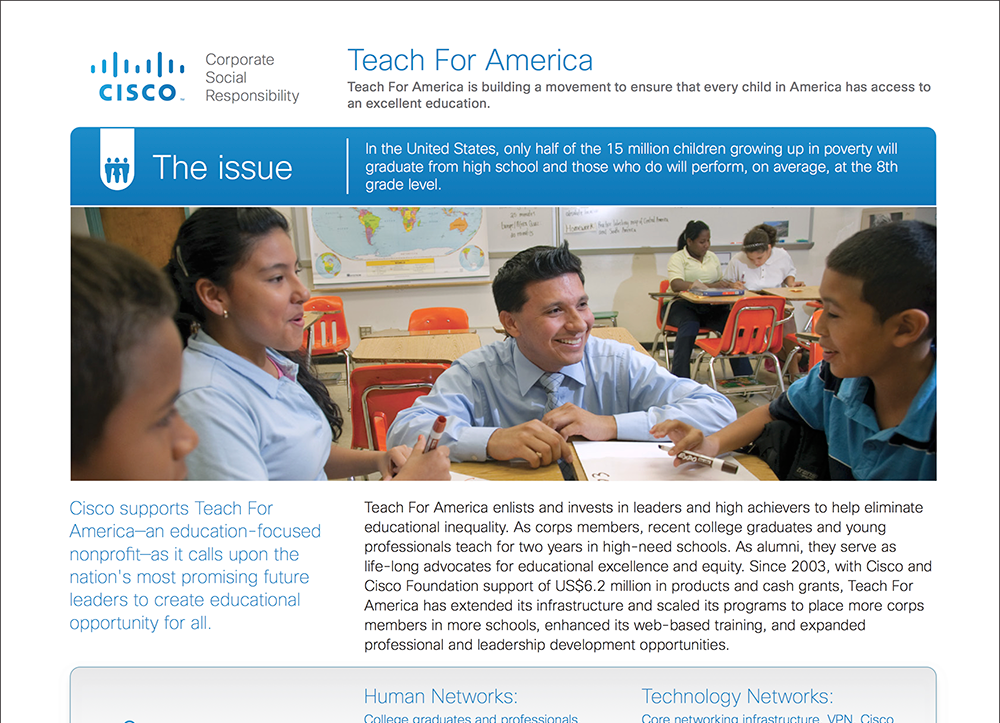 CISCO
Corporate
Social
Responsibility
Teach For America
Teach For America is building a movement to ensure that every child in America has access to
an excellent education.
The issue
In the United States, only half of the 15 million children growing up in poverty will
graduate from high school and those who do will perform, on average, at the 8th
grade level.
Cisco supports Teach For
America—an education-focused
nonprofit—as it calls upon the
nation's most promising future
leaders to create educational
opportunity for all.
Teach For America enlists and invests in leaders and high achievers to help eliminate
educational inequality. As corps members, recent college graduates and young
professionals teach for two years in high-need schools. As alumni, they serve as
life-long advocates for educational excellence and equity. Since 2003, with Cisco and
Cisco Foundation support of US$6.2 million in products and cash grants, Teach For
America has extended its infrastructure and scaled its programs to place more corps
members in more schools, enhanced its web-based training, and expanded
professional and leadership development opportunities.
Human Networks:
College graduates and professionals
Technology Networks:
Core networking infrastructure, VPN, Cisco